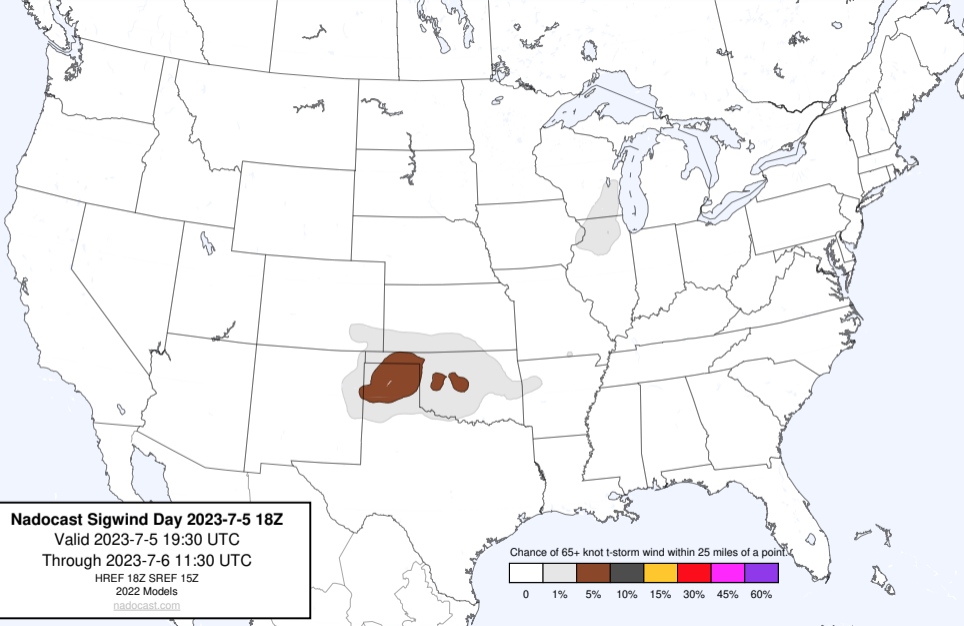 Nadocast Sigwind Day 2023-7-5 18Z
Valid 2023-7-5 19:30 UTC
Through 2023-7-6 11:30 UTC
HREF 18Z SREF 15Z
2022 Models
nadocast.com
Chance of 65+ knot t-storm wind within 25 miles of a point.
0 1% 5% 10% 15% 30% 45% 60%